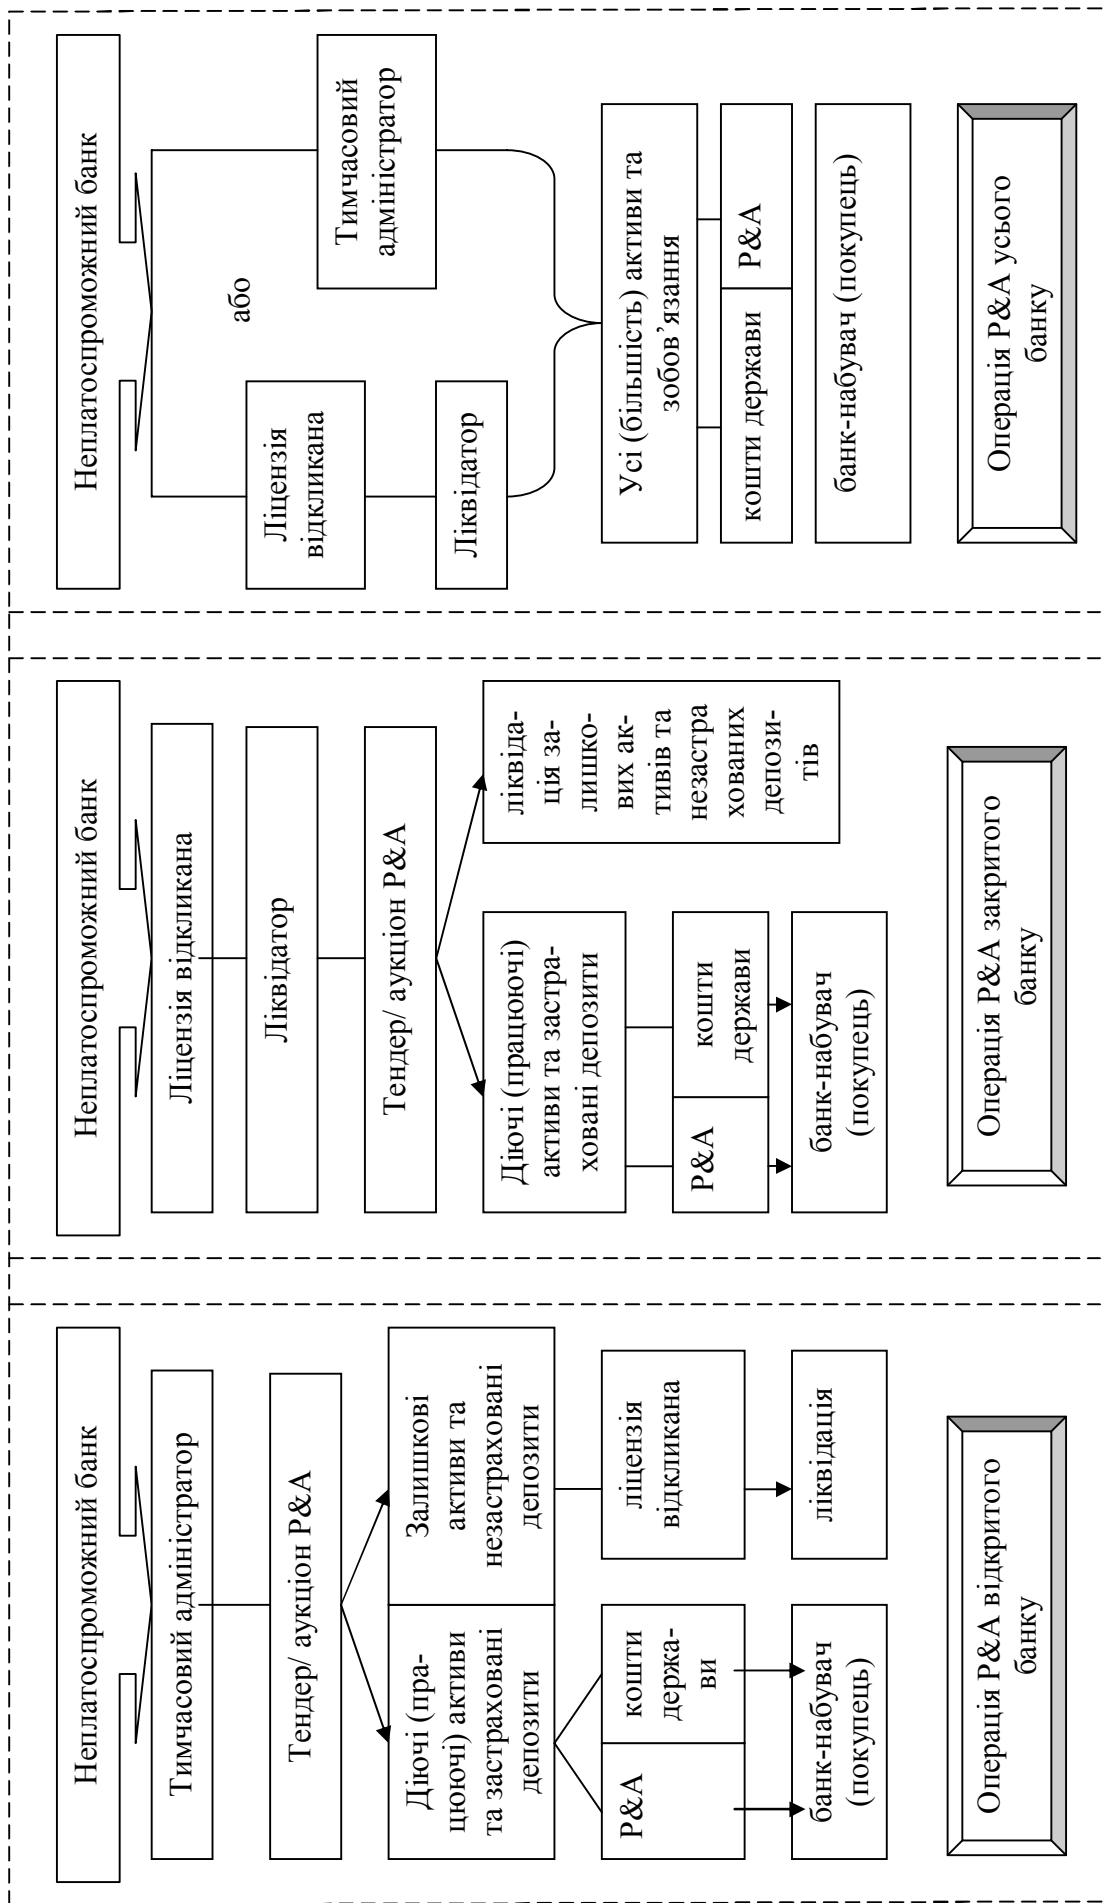 Неплатоспроможний банк
Тимчасовий адміністратор
Тендер/ аукціон P&A
Діючі (пра-
цюючі) активи
та застраховані
депозити
Залишкові
активи та
незастраховані
депозити
P&A
кошти
держа-
ви
ліцензія
відкликана
банк-набувач
(покупець)
ліквідація
Операція P&A відкритого
банку
Неплатоспроможний банк
Ліцензія відкликана
Ліквідатор
Тендер/ аукціон P&A
Діючі (працюючі)
активи та застра-
ховані депозити
ліквіда-
ція за-
лишко-
вих ак-
тивів та
незастра
хованих
депози-
тів
P&A
кошти
держави
банк-набувач
(покупець)
Операція P&A закритого
банку
Неплатоспроможний банк
Ліцензія
відкликана
або
Тимчасовий
адміністратор
Ліквідатор
Усі (більшість) активи та
зобов’язання
кошти держави
P&A
банк-набувач (покупець)
Операція P&A усього
банку